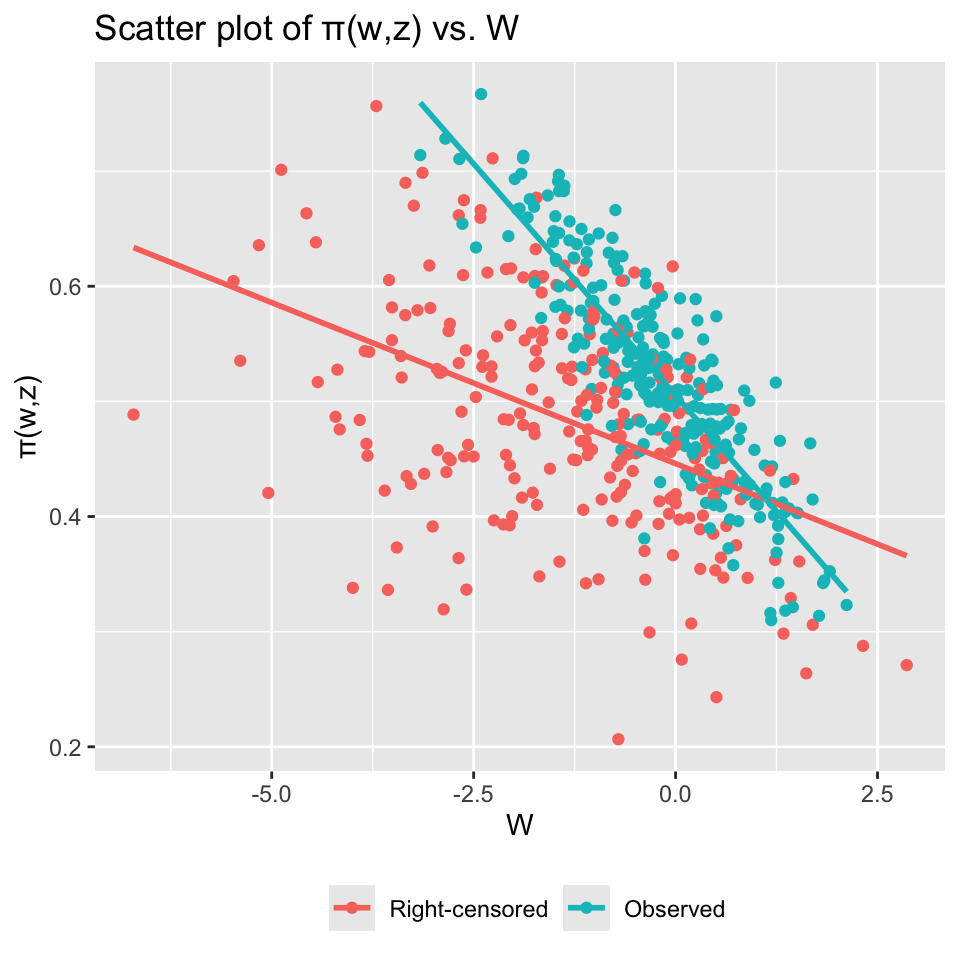 Scatter plot of π(w,z) vs. W
π(w,z)
0.6
0.4
0.2
-5.0 -2.5 0.0 2.5
W
Right-censored Observed